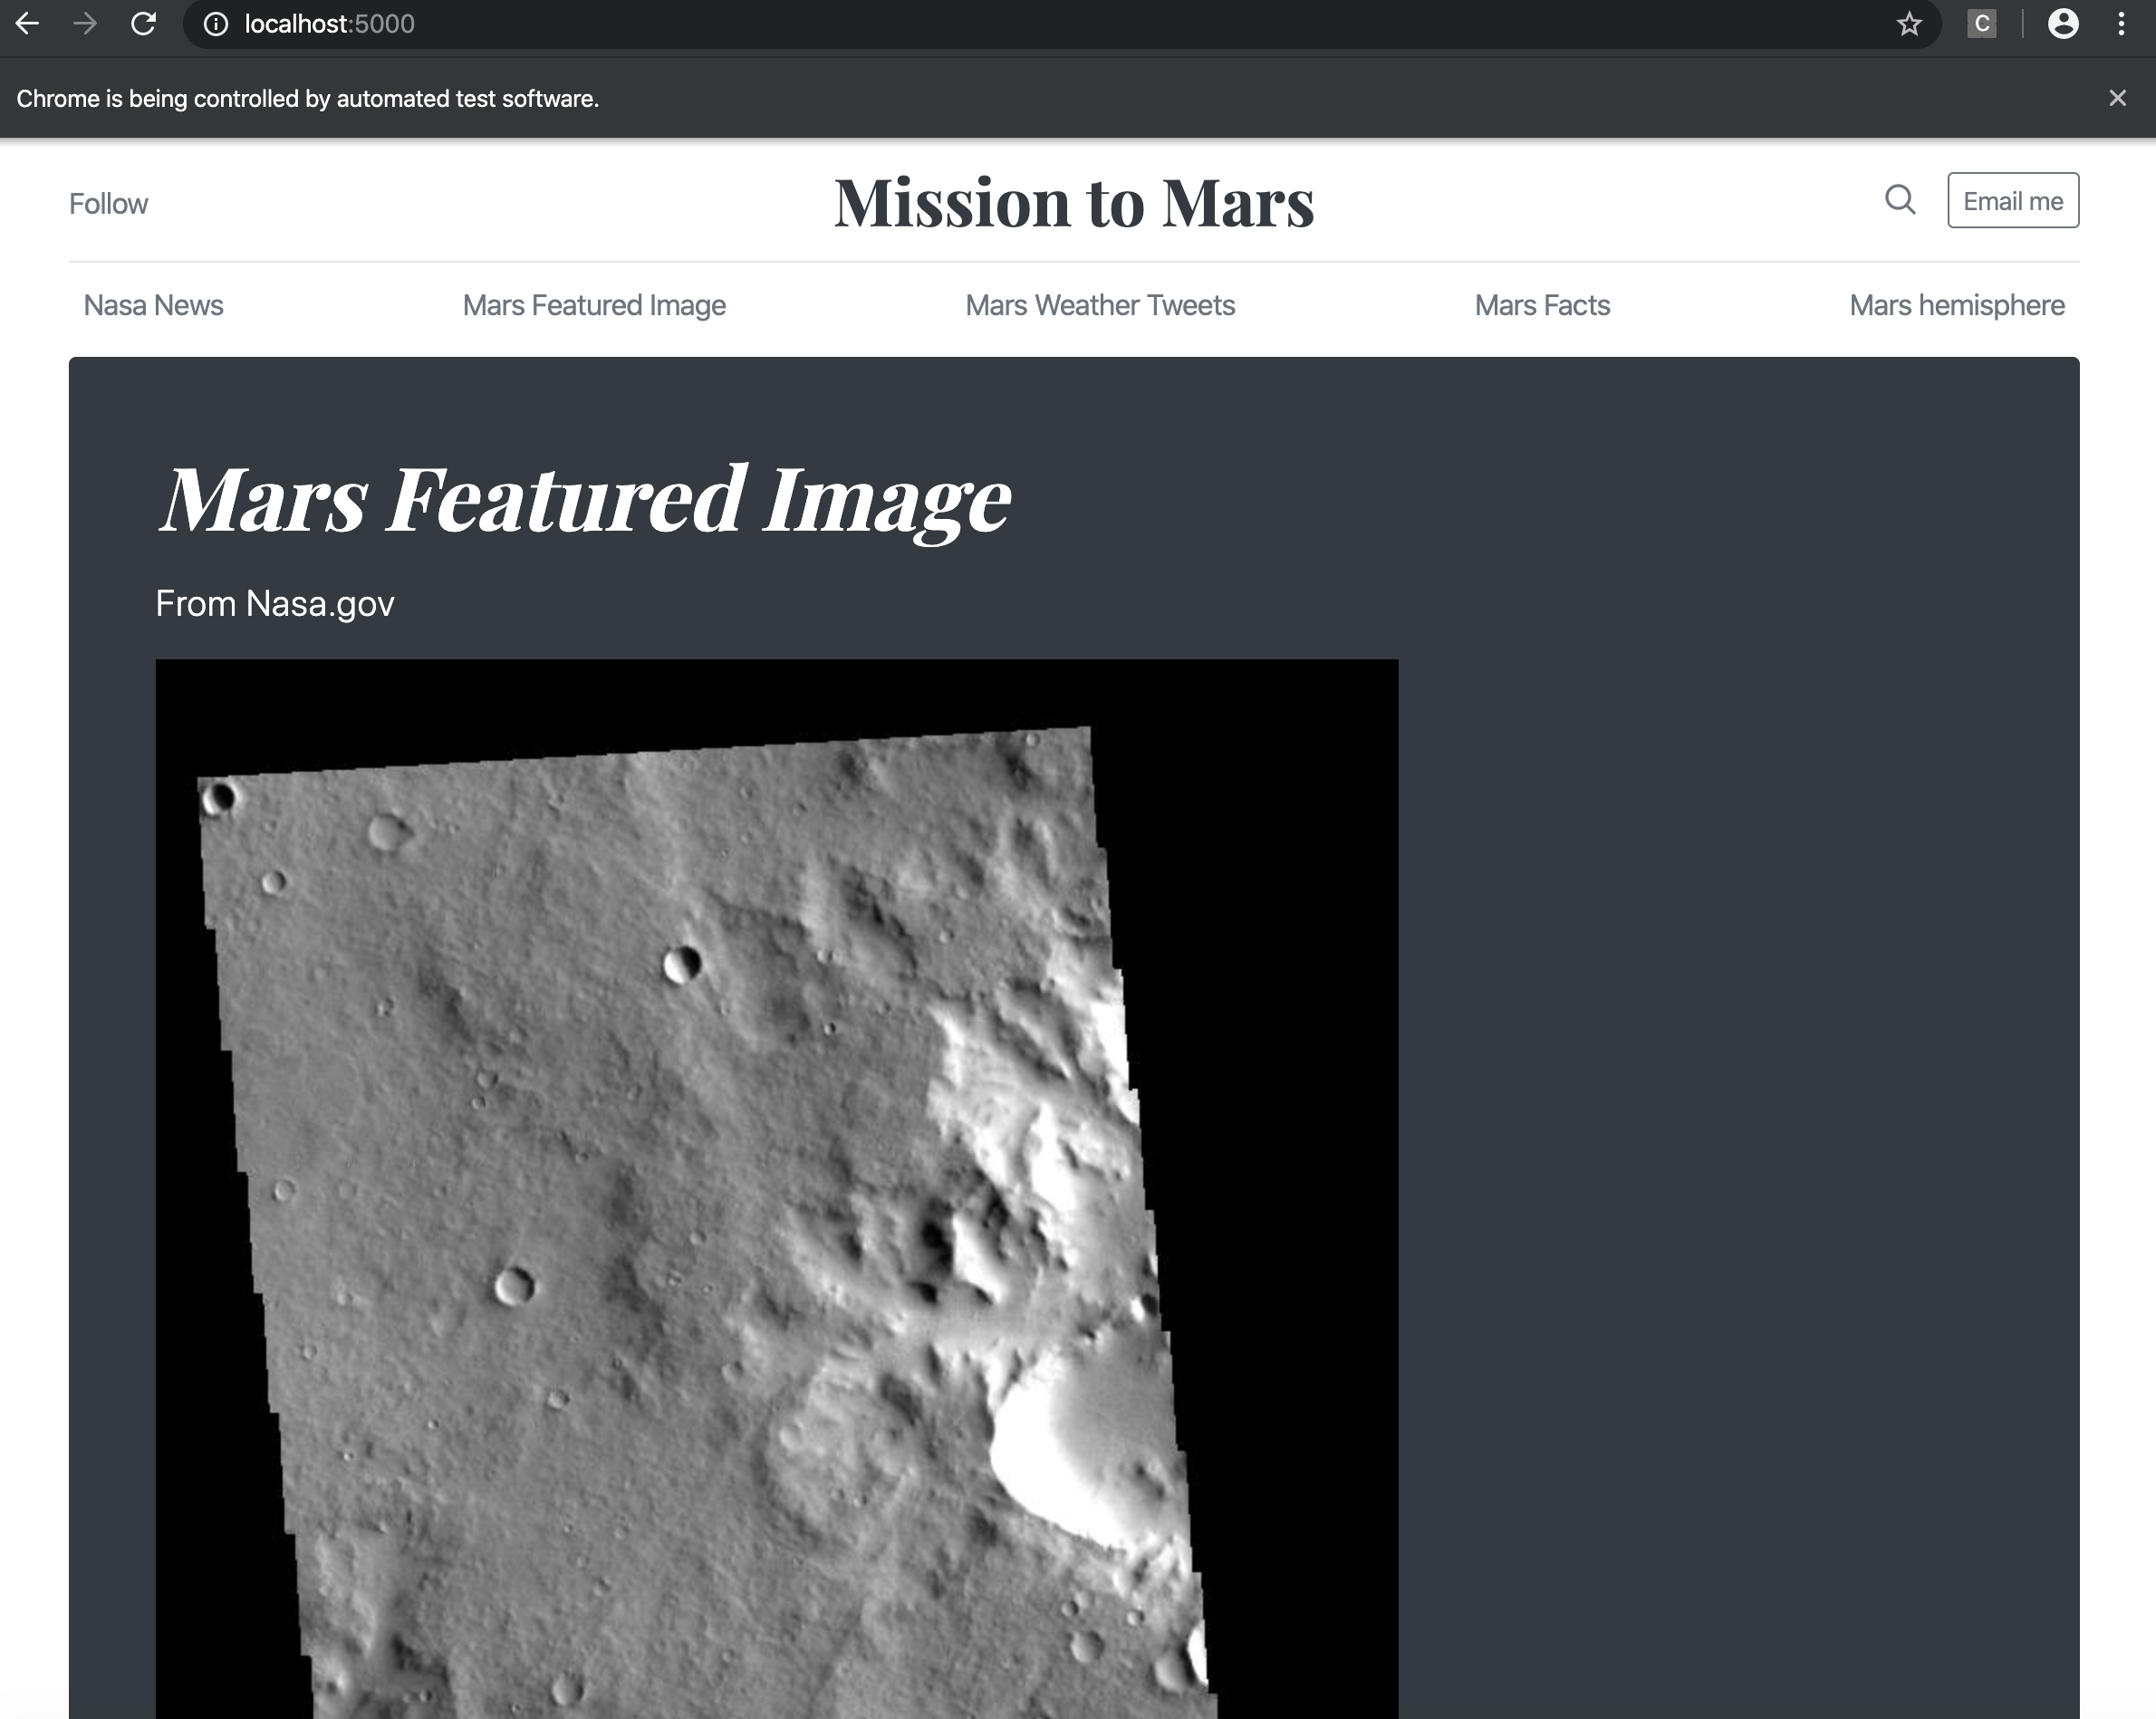 localhost:5000
C
Chrome is being controlled by automated test software.
Follow
Mission to Mars
Email me
Nasa News
Mars Featured Image
Mars Weather Tweets
Mars Facts
Mars hemisphere
Mars Featured Image
From Nasa.gov